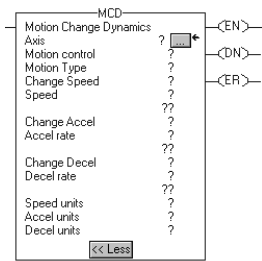 MCD
Motion Change Dynamics
EN
Axis ? ...
Motion control ?
DN
Motion Type ?
Change Speed ?
ER
Speed ?
??
Change Accel ?
Accel rate ?
??
Change Decel ?
Decel rate ?
??
Speed units ?
Accel units ?
Decel units ?
<< Less